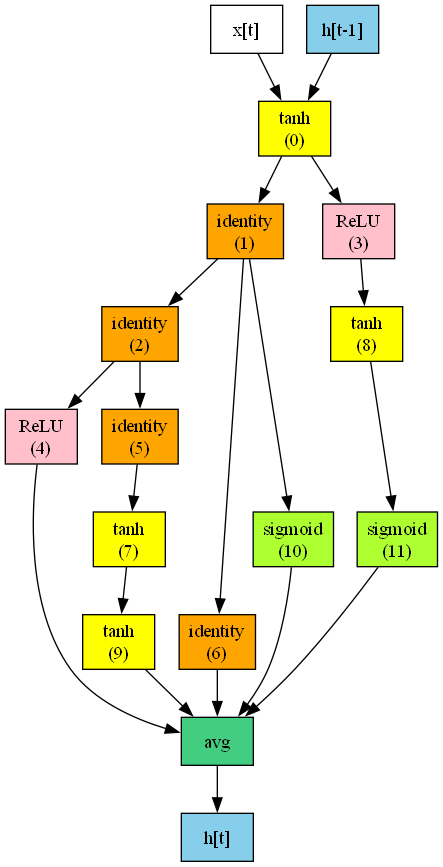 x[t]
h[t-1]
tanh
(0)
identity
(1)
ReLU
(3)
identity
(2)
tanh
(8)
ReLU
(4)
identity
(5)
tanh
(7)
sigmoid
(10)
sigmoid
(11)
tanh
(9)
identity
(6)
avg
h[t]